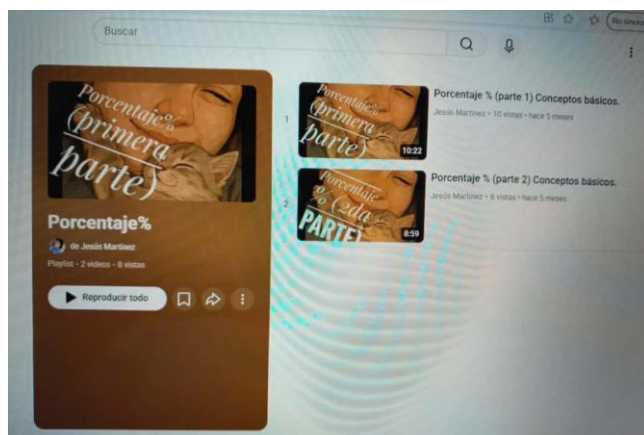 No sincron
Buscar
Porcentaje%
(primera
parte)
Porcentaje%
de Jesús Martinez
Playlist • 2 videos • 8 vistas
Reproducir todo
1
Porcentaje%
(primera
parte)
10:22
Porcentaje % (parte 1) Conceptos básicos.
Jesús Martinez • 10 vistas • hace 5 meses
2
Porcentaje
% (2da
PARTE)
8:59
Porcentaje % (parte 2) Conceptos básicos.
Jesús Martinez • 6 vistas • hace 5 meses